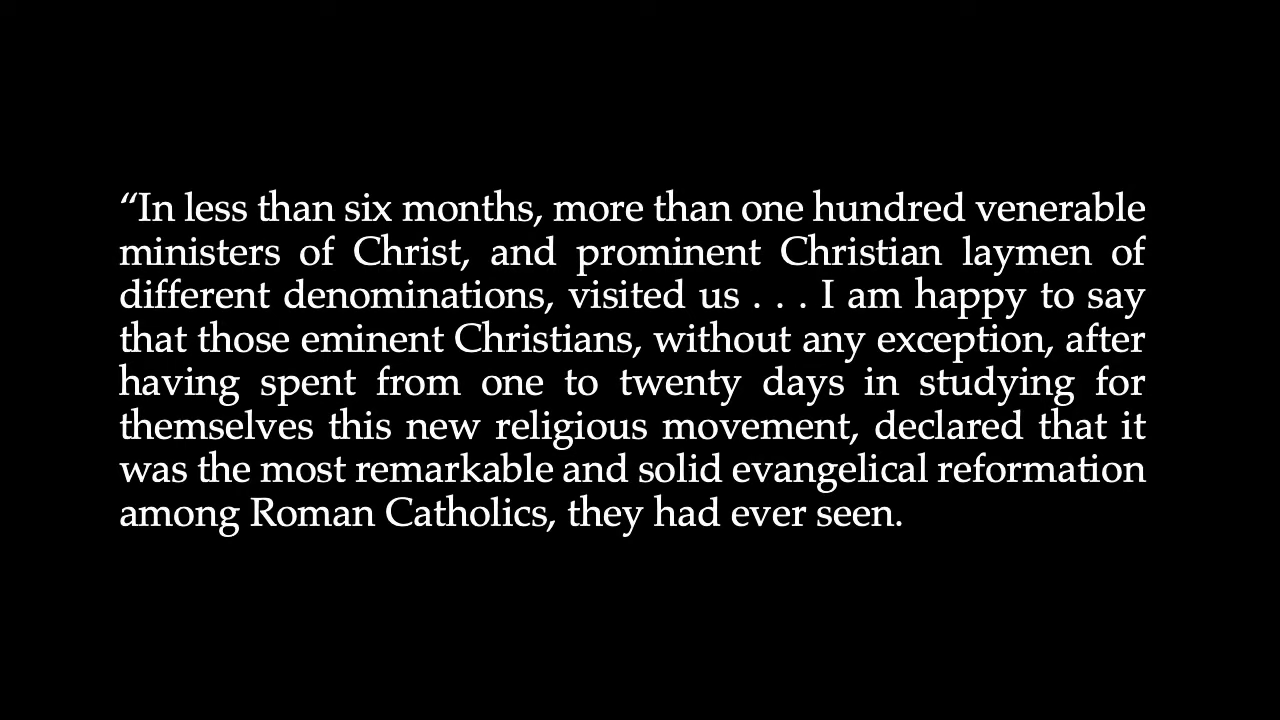 “In less than six months, more than one hundred venerable
ministers of Christ, and prominent Christian laymen of
different denominations, visited us . . . I am happy to say
that those eminent Christians, without any exception, after
having spent from one to twenty days in studying for
themselves this new religious movement, declared that it
was the most remarkable and solid evangelical reformation
among Roman Catholics, they had ever seen.